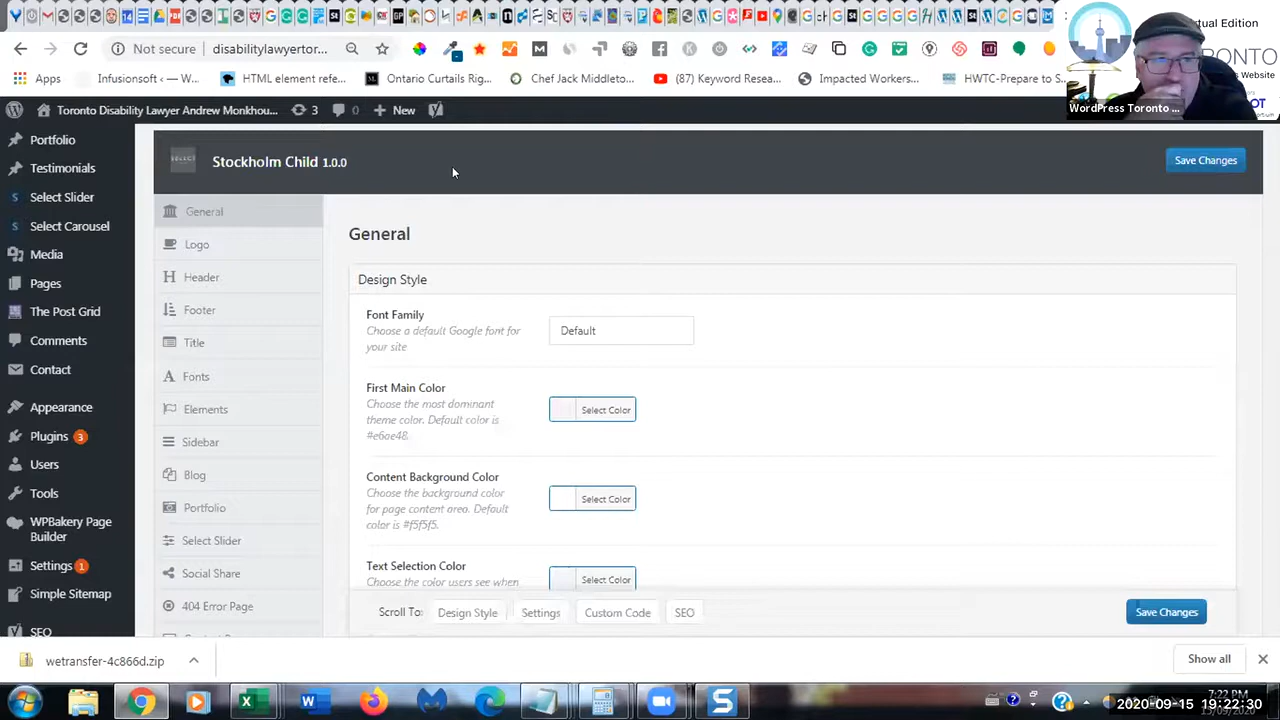 Not secure
disabilitylawyertor...
tual Edition
RONTO
s Website
Apps
Infusionsoft ‹ — W...
HTML element refe...
Ontario Curtails Rig...
Chef Jack Middleto...
(87) Keyword Resea...
Impacted Workers...
HWTC-Prepare to S...
WordPress Toronto ...
Toronto Disability Lawyer Andrew Monkhou...
3
0
New
Portfolio
Testimonials
Select Slider
Select Carousel
Media
Pages
The Post Grid
Comments
Contact
Appearance
Plugins 3
Users
Tools
WPBakery Page
Builder
Settings 1
Simple Sitemap
SEO
SELECT
Stockholm Child 1.0.0
Save Changes
General
Logo
Header
Footer
Title
Fonts
Elements
Sidebar
Blog
Portfolio
Select Slider
Social Share
404 Error Page
General
Design Style
Font Family
Choose a default Google font for
your site
Default
First Main Color
Choose the most dominant
theme color. Default color is
#e6ae48.
Select Color
Content Background Color
Choose the background color
for page content area. Default
color is #f5f5f5.
Select Color
Text Selection Color
Choose the color users see when
Select Color
Scroll To:
Design Style
Settings
Custom Code
SEO
Save Changes
wetransfer-4c866d.zip
Show all
7:22 PM
2020-09-15 19:22:30